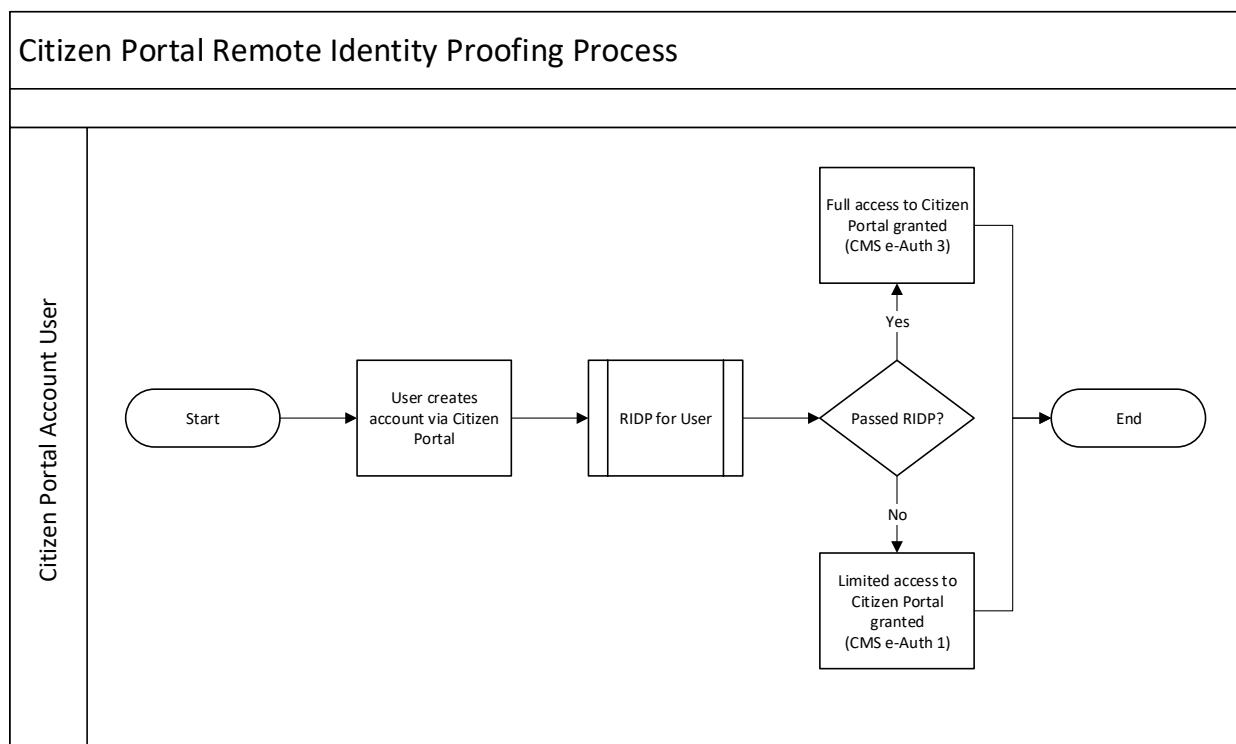 Citizen Portal Remote Identity Proofing Process
Citizen Portal Account User
Start
User creates
account via Citizen
Portal
RIDP for User
Passed RIDP?
Yes
Full access to Citizen
Portal granted
(CMS e-Auth 3)
No
Limited access to
Citizen Portal
granted
(CMS e-Auth 1)
End